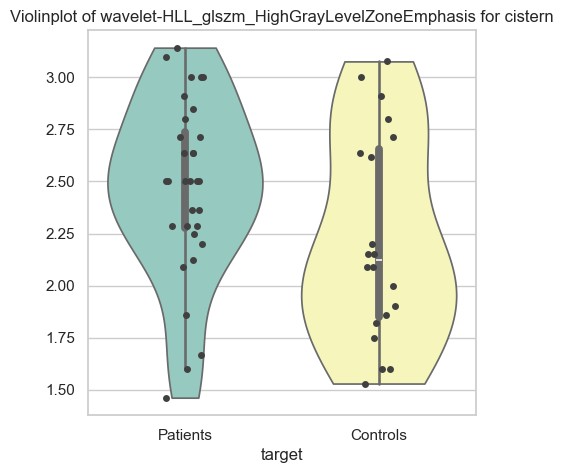 Violinplot of wavelet-HLL_glszm_HighGrayLevelZoneEmphasis for cistern
3.00
2.75
2.50
2.25
2.00
1.75
1.50
Patients
Controls
target